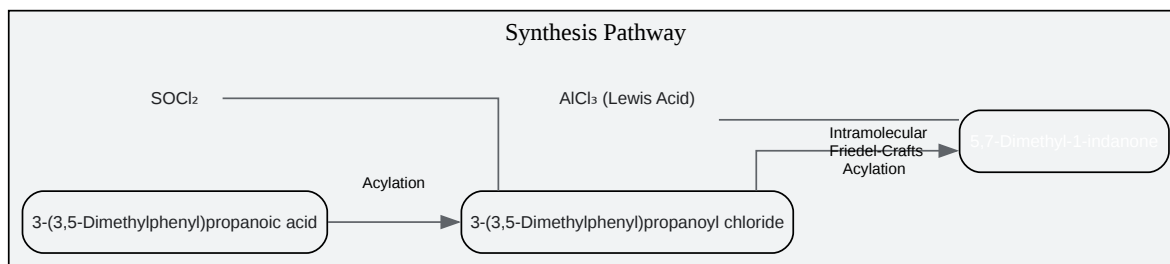 Synthesis Pathway
SOCl₂
AlCl₃ (Lewis Acid)
Intramolecular
Friedel-Crafts
Acylation
5,7-Dimethyl-1-indanone
Acylation
3-(3,5-Dimethylphenyl)propanoic acid
3-(3,5-Dimethylphenyl)propanoyl chloride